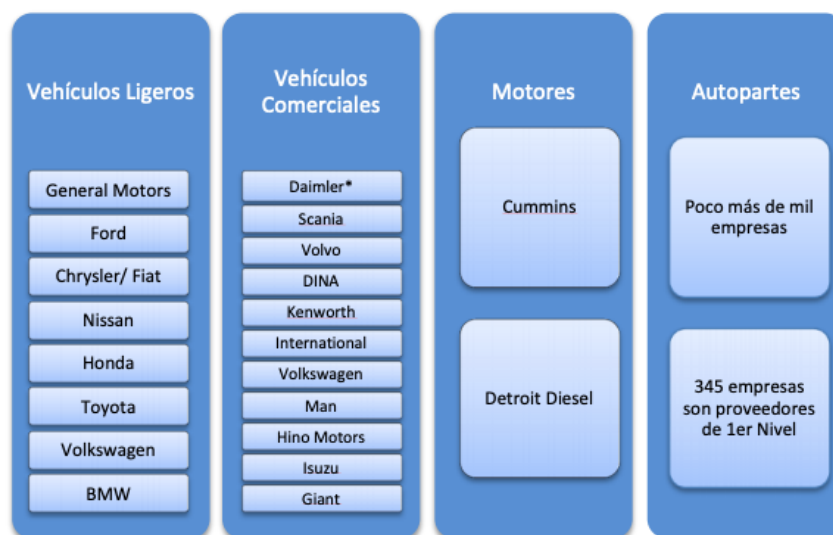 Vehículos Ligeros
General Motors
Ford
Chrysler/ Fiat
Nissan
Honda
Toyota
Volkswagen
BMW
Vehículos
Comerciales
Daimler*
Scania
Volvo
DINA
Kenworth
International
Volkswagen
Man
Hino Motors
Isuzu
Giant
Motores
Cummins
Detroit Diesel
Autopartes
Poco más de mil
empresas
345 empresas
son proveedores
de 1er Nivel